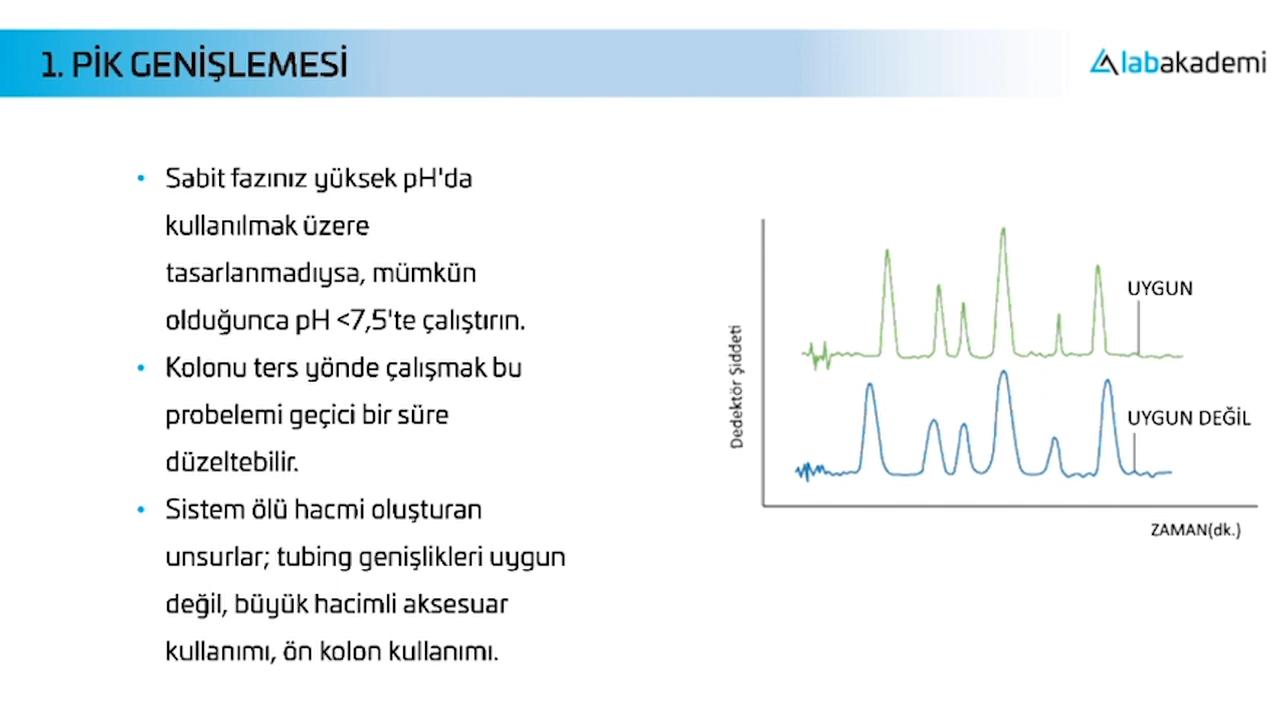 1. PİK GENİŞLEMESİ
labakademi
• Sabit fazınız yüksek pH'da
kullanılmak üzere
tasarlanmadıysa, mümkün
olduğunca pH <7,5'te çalıştırın.
• Kolonu ters yönde çalışmak bu
probelemi geçici bir süre
düzeltebilir.
• Sistem ölü hacmi oluşturan
unsurlar; tubing genişlikleri uygun
değil, büyük hacimli aksesuar
kullanımı, ön kolon kullanımı.
Dedektör Şiddeti
UYGUN
UYGUN DEĞİL
ZAMAN(dk.)